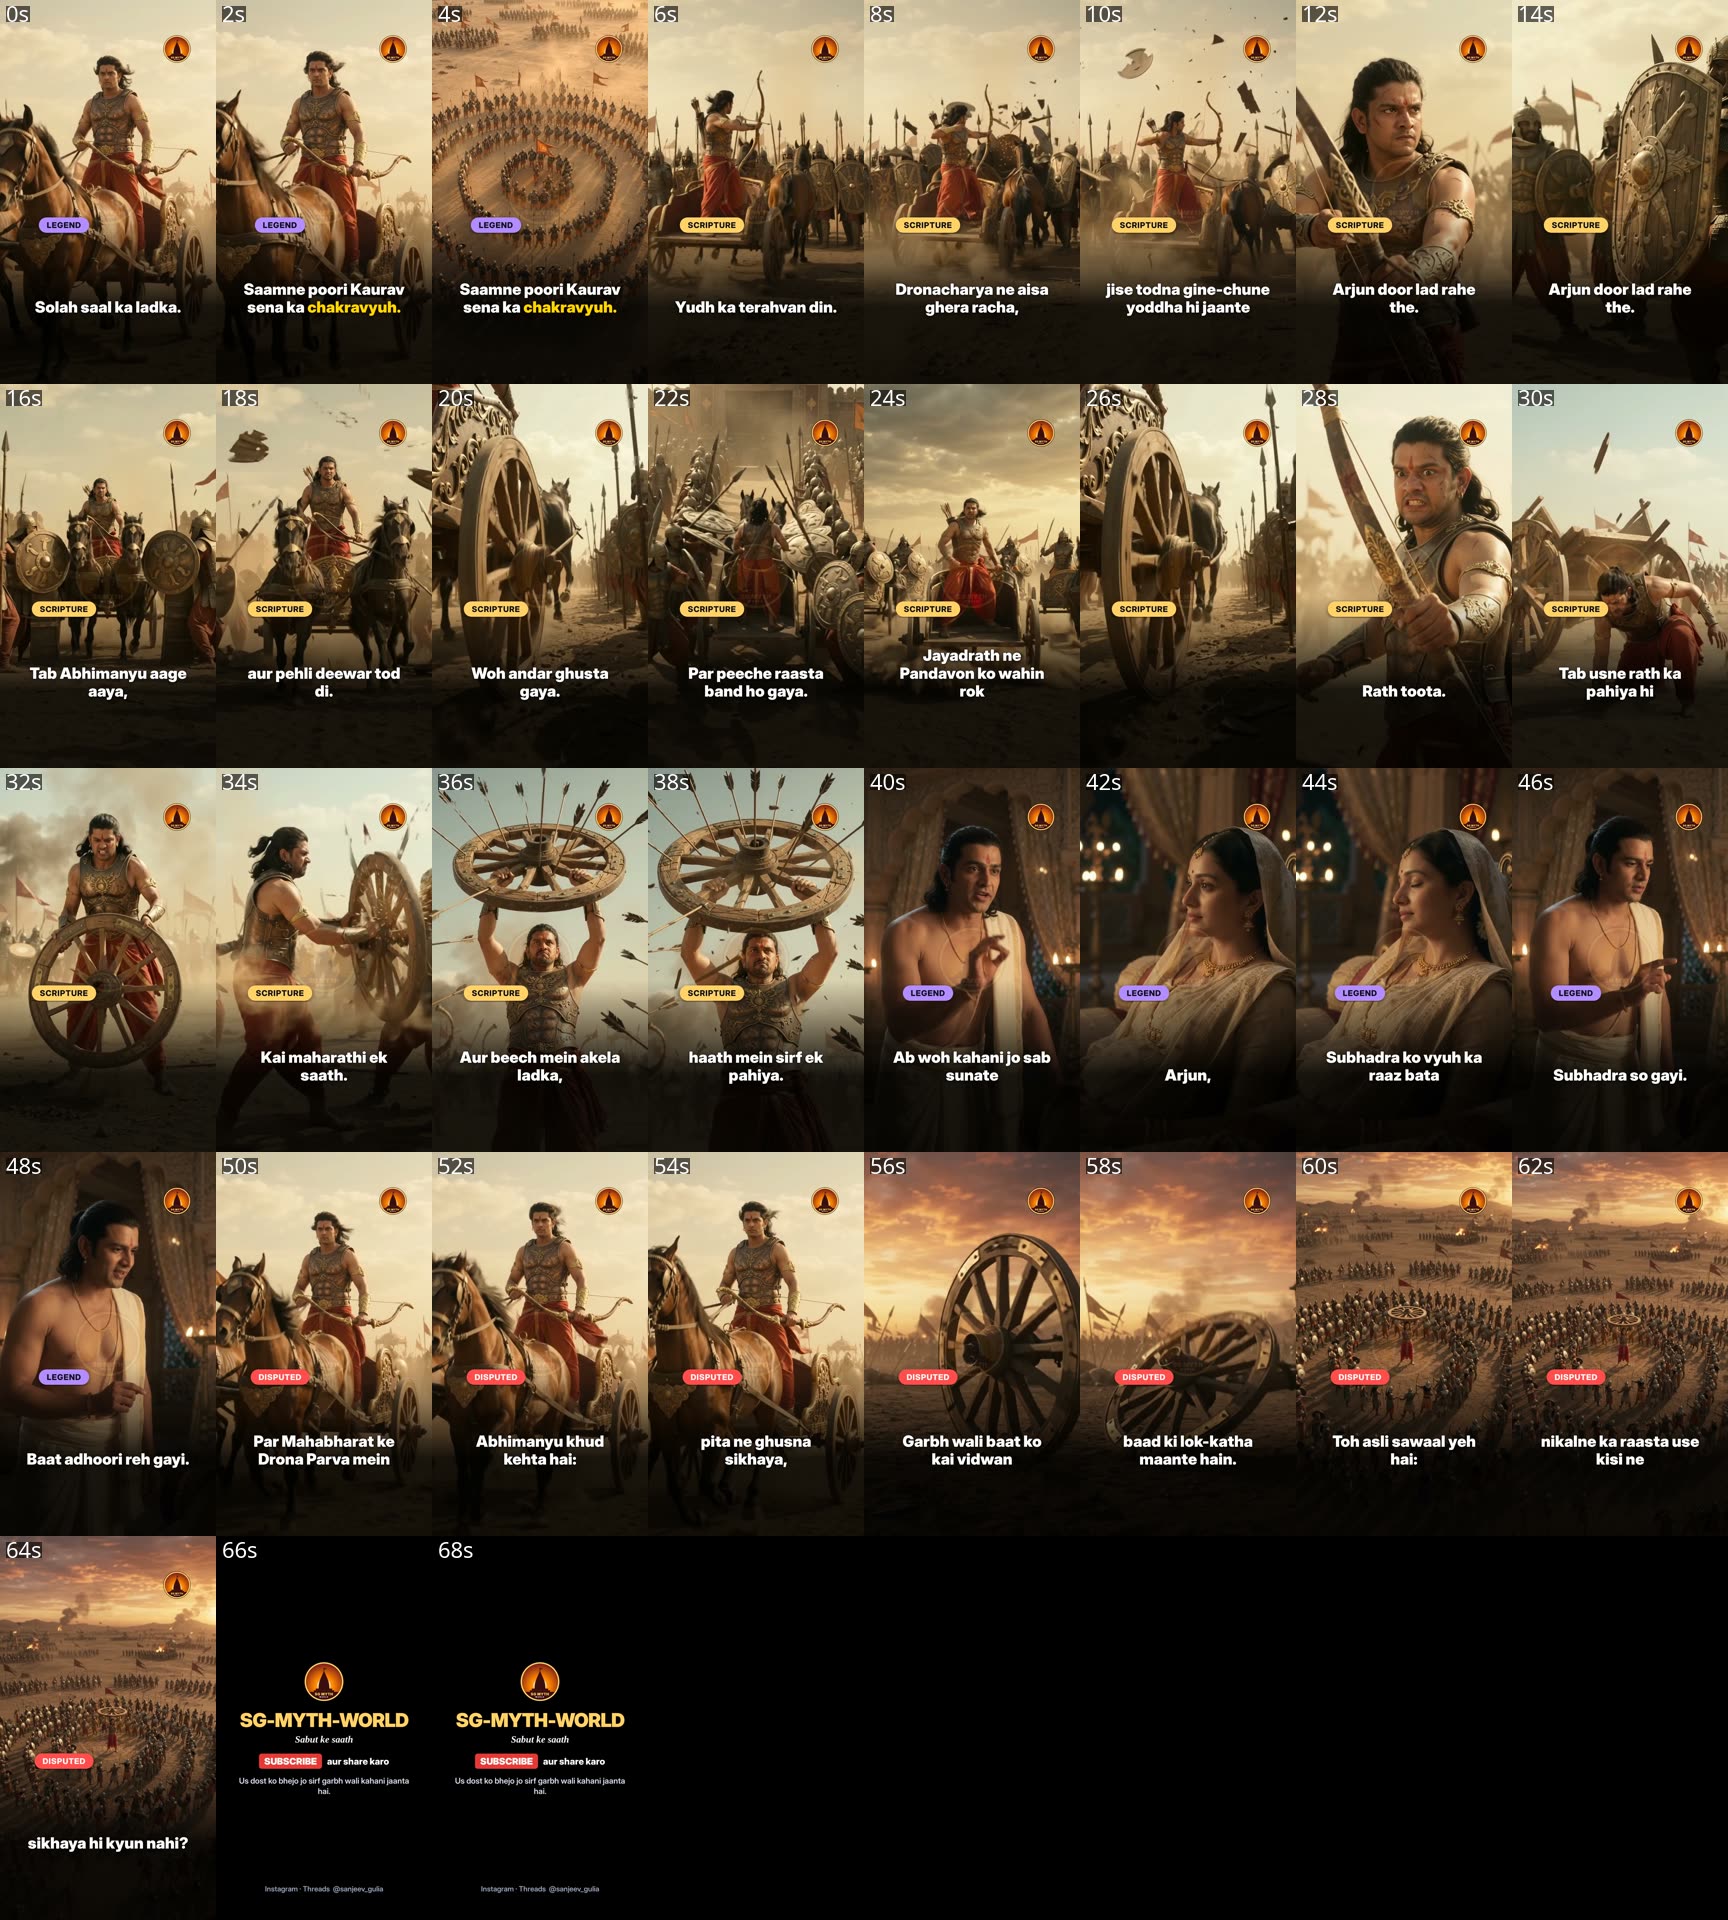 0s
LEGEND
Solah saal ka ladka.
2s
LEGEND
Saamne poori Kaurav
sena ka chakravyuh.
4s
LEGEND
Saamne poori Kaurav
sena ka chakravyuh.
6s
SCRIPTURE
Yudh ka terahvan din.
8s
SCRIPTURE
Dronacharya ne aisa
ghera racha,
10s
SCRIPTURE
jise todna gine-chune
yoddha hi jaante
12s
SCRIPTURE
Arjun door lad rahe
the.
14s
SCRIPTURE
Arjun door lad rahe
the.
16s
SCRIPTURE
Tab Abhimanyu aage
aaya,
18s
SCRIPTURE
aur pehli deewar tod
di.
20s
SCRIPTURE
Woh andar ghusta
gaya.
22s
SCRIPTURE
Par peeche raasta
band ho gaya.
24s
SCRIPTURE
Jayadrath ne
Pandavon ko wahin
rok
26s
SCRIPTURE
28s
SCRIPTURE
Rath toota.
30s
SCRIPTURE
Tab usne rath ka
pahiya hi
32s
SCRIPTURE
34s
SCRIPTURE
Kai maharathi ek
saath.
36s
SCRIPTURE
Aur beech mein akela
ladka,
38s
SCRIPTURE
haath mein sirf ek
pahiya.
40s
LEGEND
Ab woh kahani jo sab
sunate
42s
LEGEND
Arjun,
44s
LEGEND
Subhadra ko vyuh ka
raaz bata
46s
LEGEND
Subhadra so gayi.
48s
LEGEND
Baat adhoori reh gayi.
50s
DISPUTED
Par Mahabharat ke
Drona Parva mein
52s
DISPUTED
Abhimanyu khud
kehta hai:
54s
DISPUTED
pita ne ghusna
sikhaya,
56s
DISPUTED
Garbh wali baat ko
kai vidwan
58s
DISPUTED
baad ki lok-katha
maante hain.
60s
DISPUTED
Toh asli sawaal yeh
hai:
62s
DISPUTED
nikalne ka raasta use
kisi ne
64s
DISPUTED
sikhaya hi kyun nahi?
66s
SG MYTH
SG-MYTH-WORLD
Sabut ke saath
SUBSCRIBE aur share karo
Us dost ko bhejo jo sirf garbh wali kahani jaanta
hai.
Instagram · Threads @sanjeev_gulia
68s
SG MYTH
SG-MYTH-WORLD
Sabut ke saath
SUBSCRIBE aur share karo
Us dost ko bhejo jo sirf garbh wali kahani jaanta
hai.
Instagram · Threads @sanjeev_gulia